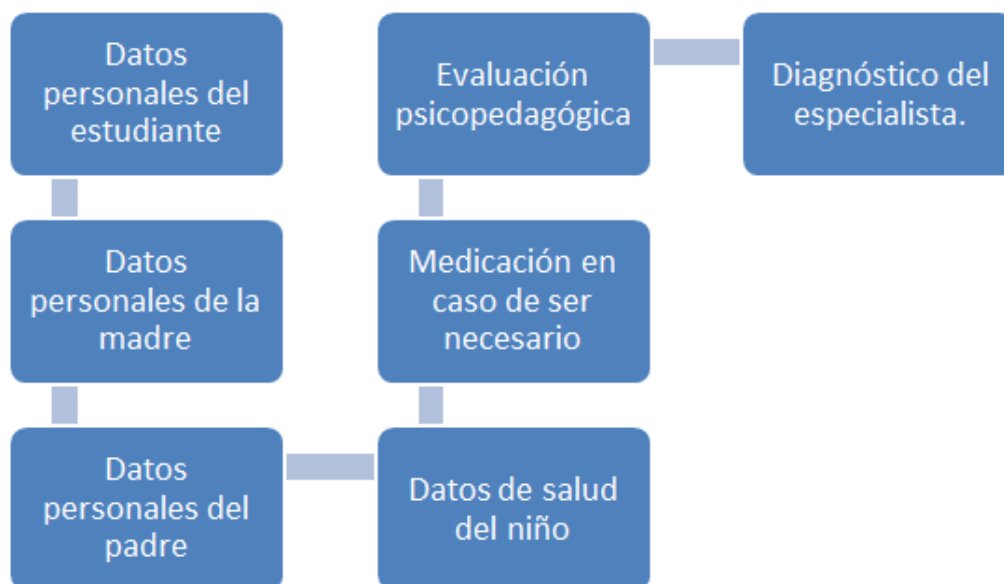 Datos
personales del
estudiante
Datos
personales de la
madre
Datos
personales del
padre
Datos de salud
del niño
Medicación en
caso de ser
necesario
Evaluación
psicopedagógica
Diagnóstico del
especialista.